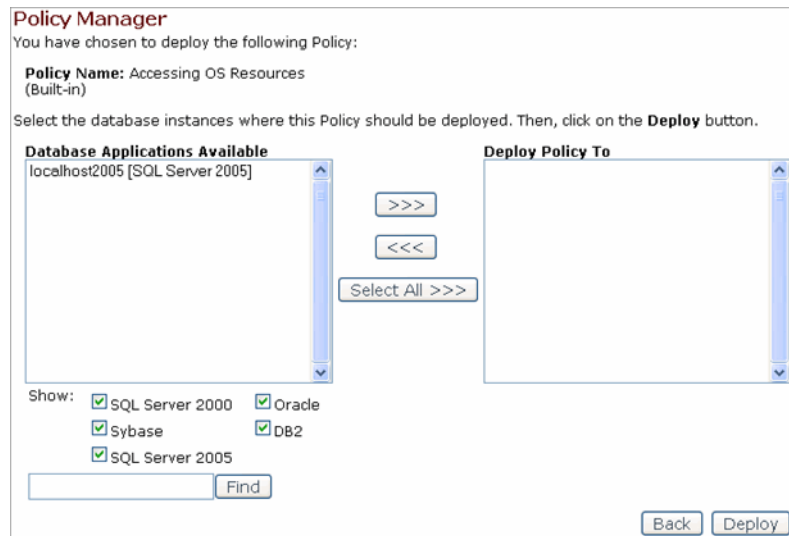 Policy Manager
You have chosen to deploy the following Policy:
Policy Name: Accessing OS Resources
(Built-in)
Select the database instances where this Policy should be deployed. Then, click on the Deploy button.
Database Applications Available
localhost2005 [SQL Server 2005]
>>>
<<<
Select All >>>
Deploy Policy To
Show:
SQL Server 2000
Oracle
Sybase
DB2
SQL Server 2005
Find
Back
Deploy